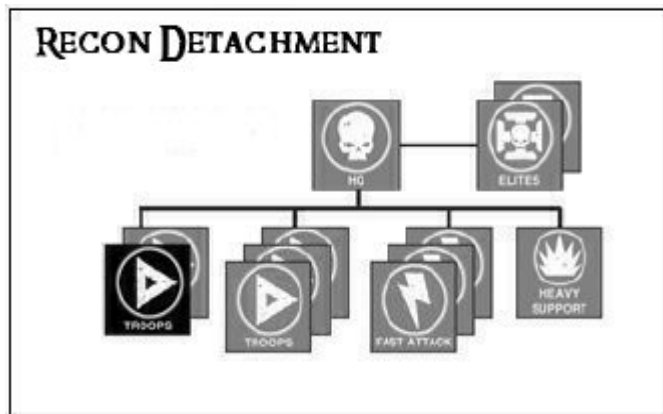 RECON DETACHMENT
HQ
ELITES
TROOPS
TROOPS
FAST ATTACK
HEAVY
SUPPORT